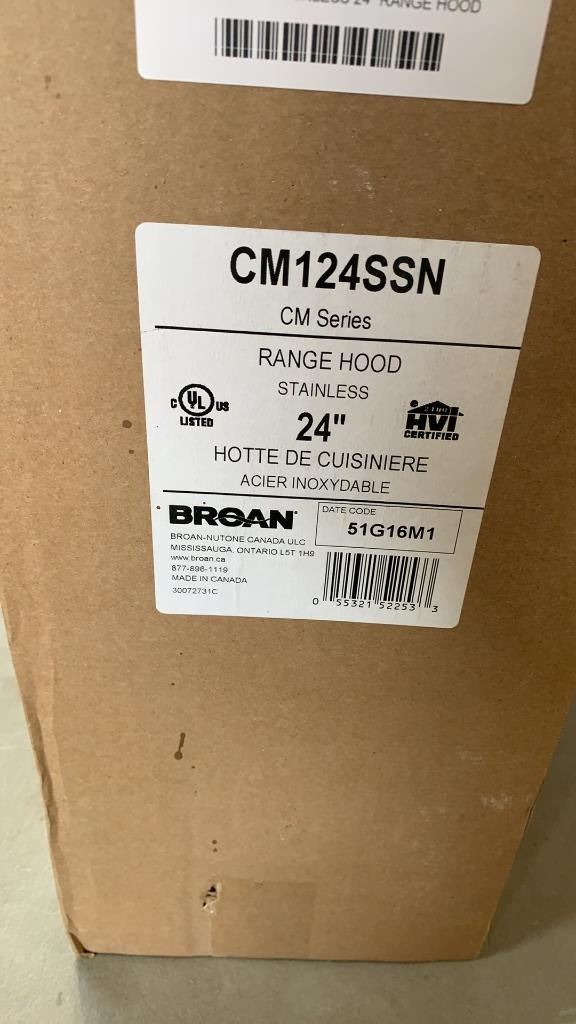 24" RANGE HOOD
CM124SSN
CM Series
RANGE HOOD
STAINLESS
24"
C UL US
LISTED
HVI
CERTIFIED
HOTTE DE CUISINIERE
ACIER INOXYDABLE
BROAN
BROAN-NUTONE CANADA ULC
MISSISSAUGA, ONTARIO L5T 1H9
www.broan.ca
877-896-1119
MADE IN CANADA
30072731C
DATE CODE
51G16M1
0 55321 52253 3